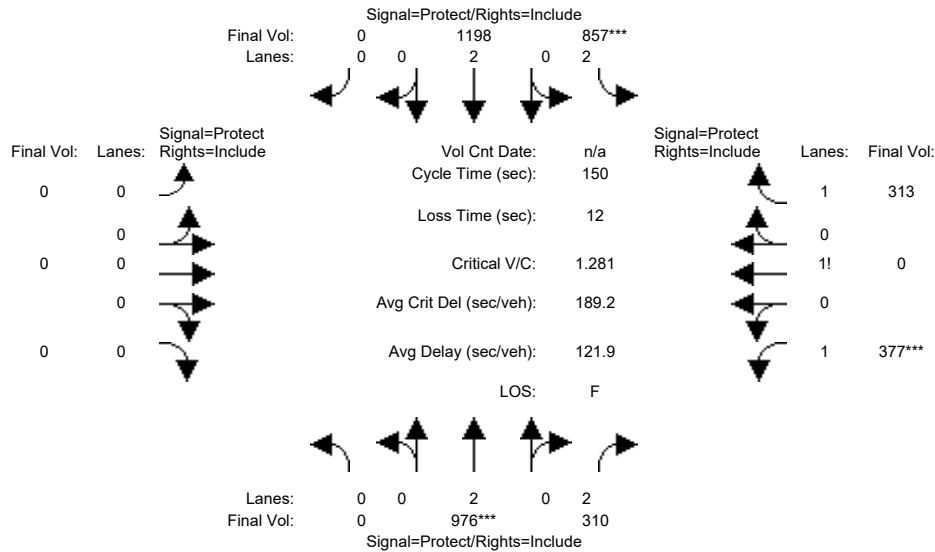 Signal=Protect/Rights=Include
Final Vol: 0 1198 857***
Lanes: 0 0 2 0 2
Signal=Protect
Final Vol: Lanes: Rights=Include
Vol Cnt Date: n/a
Signal=Protect
Rights=Include Lanes: Final Vol:
Cycle Time (sec): 150
0 0
1 313
Loss Time (sec): 12
0
0
0 0
Critical V/C: 1.281
1! 0
0
Avg Crit Del (sec/veh): 189.2
0
0 0
Avg Delay (sec/veh): 121.9
1 377***
LOS: F
Lanes: 0 0 2 0 2
Final Vol: 0 976*** 310
Signal=Protect/Rights=Include